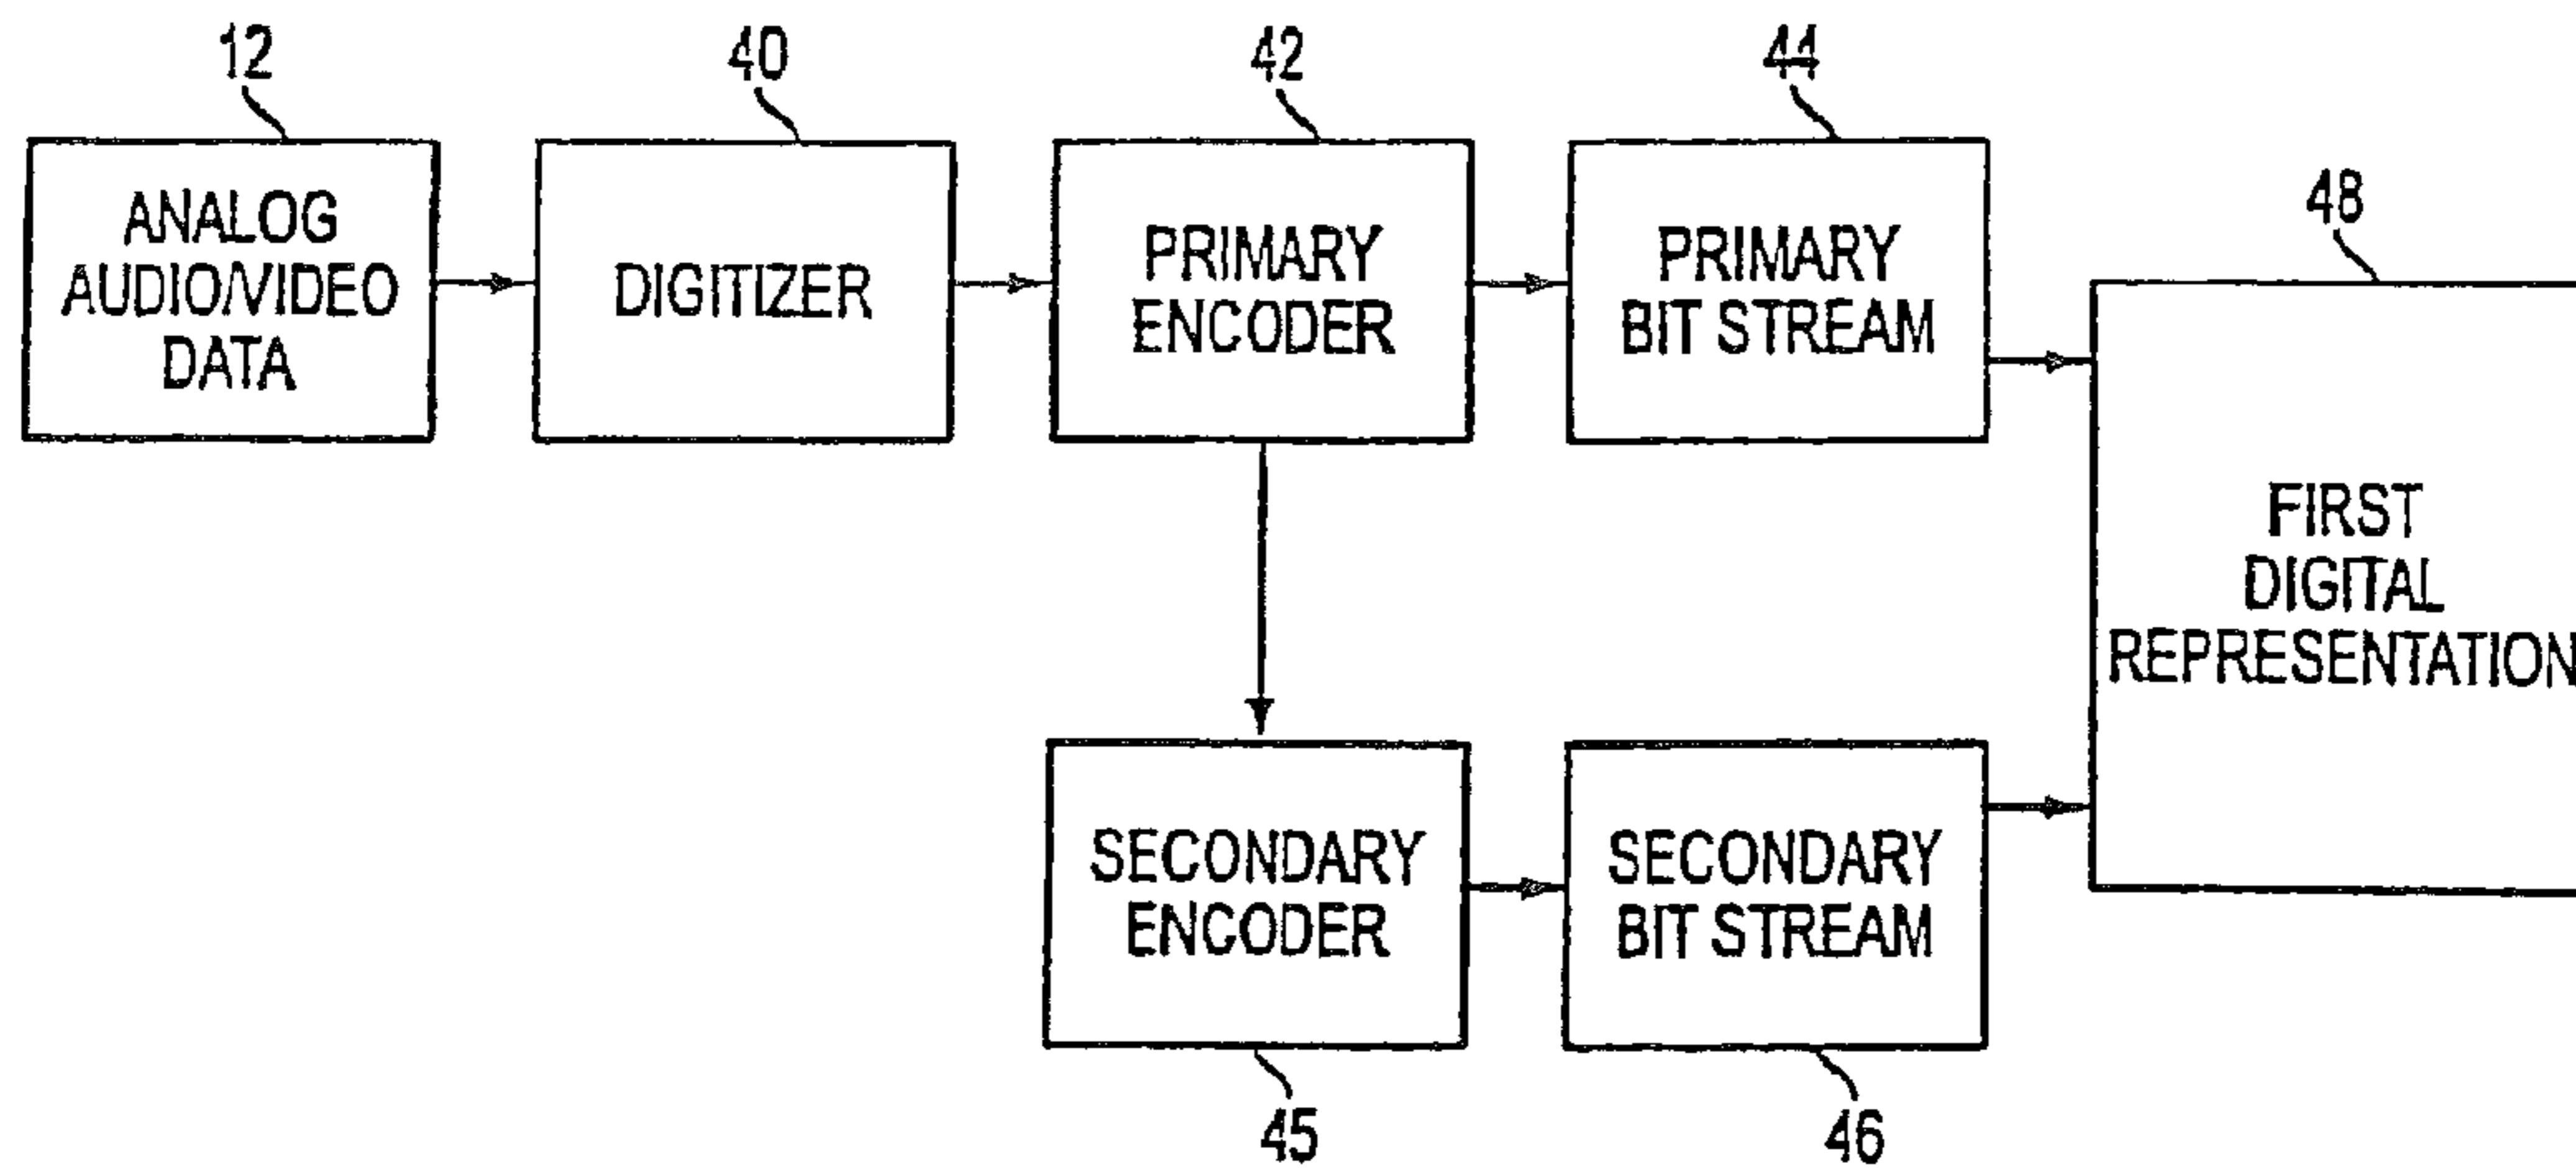 12
40
42
44
48
ANALOG
AUDIO/VIDEO
DATA
DIGITIZER
PRIMARY
ENCODER
PRIMARY
BIT STREAM
FIRST
DIGITAL
REPRESENTATION
SECONDARY
ENCODER
SECONDARY
BIT STREAM
45
46